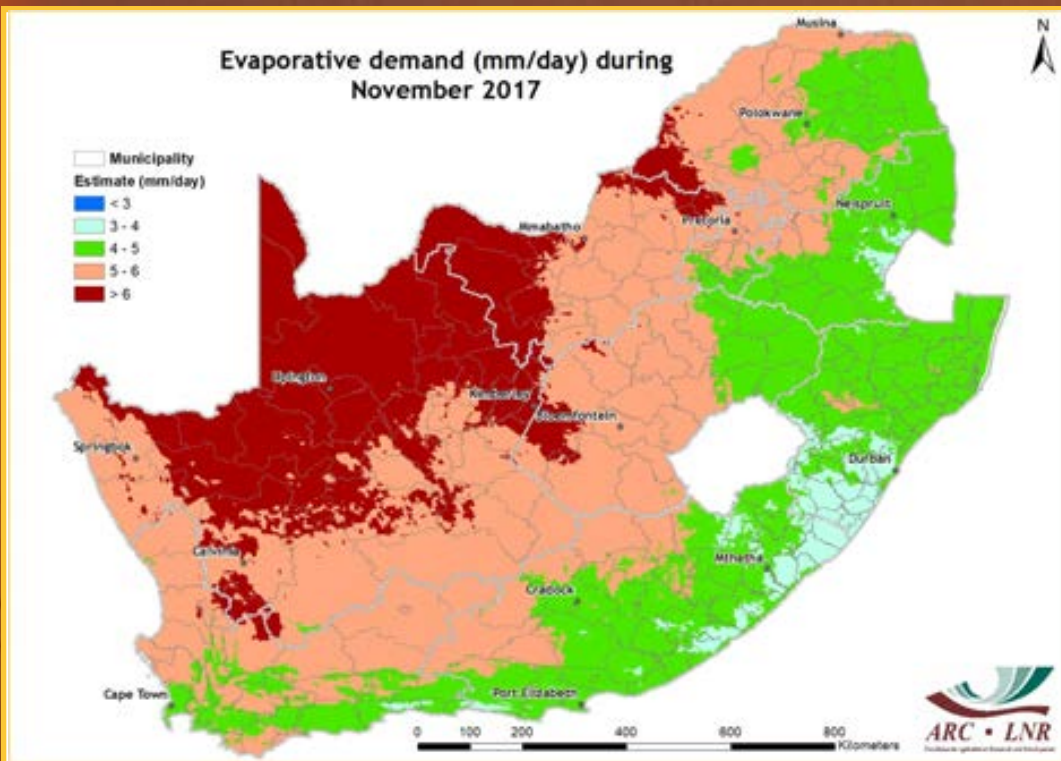 Evaporative demand (mm/day) during
November 2017
N
Municipality
Estimate (mm/day)
< 3
3 - 4
4 - 5
5 - 6
> 6
Musina
Polokwane
Nelspruit
Pretoria
Mmabatho
Upington
Kimberley
Bloemfontein
Springbok
Durban
Calvinia
Mthatha
Cradock
Cape Town
Port Elizabeth
0 100 200 400 600 800
Kilometers
ARC • LNR